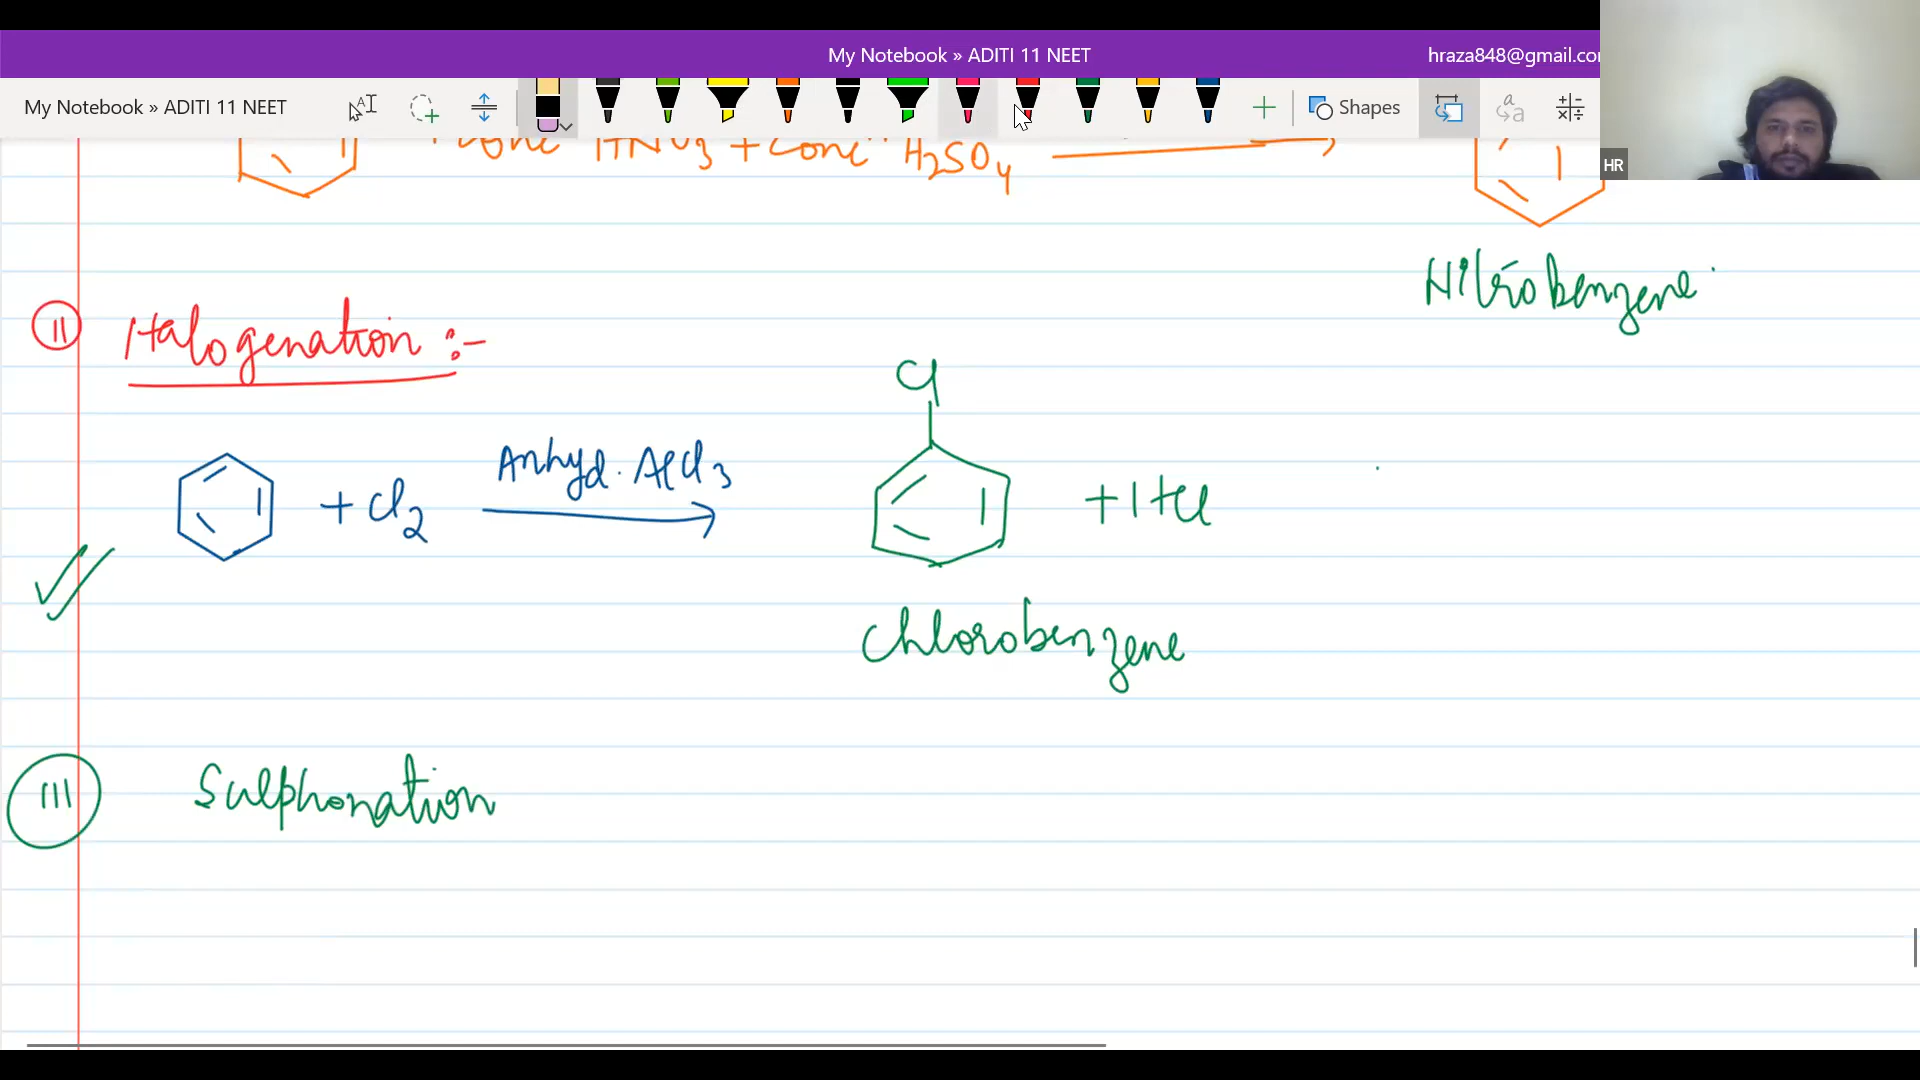 My Notebook » ADITI 11 NEET
hraza848@gmail.co
My Notebook » ADITI 11 NEET
Shapes
HR
+ Conc HNO3 + Conc. H2SO4
Nitrobenzene
II Halogenation :-
Cl
+ Cl2 Anhyd. AlCl3 + HCl
Chlorobenzene
III Sulphonation